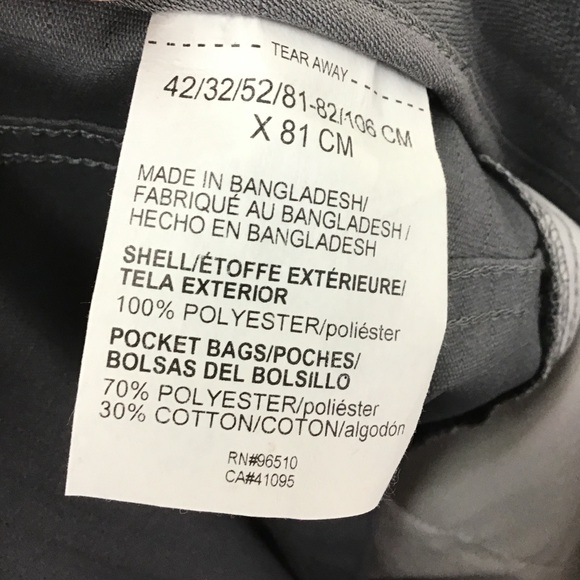 TEAR AWAY
42/32/52/81-82/106 CM
X 81 CM
MADE IN BANGLADESH/
FABRIQUÉ AU BANGLADESH/
HECHO EN BANGLADESH
SHELL/ÉTOFFE EXTÉRIEURE/
TELA EXTERIOR
100% POLYESTER/poliéster
POCKET BAGS/POCHES/
BOLSAS DEL BOLSILLO
70% POLYESTER/poliéster
30% COTTON/COTON/algodón
RN#96510
CA#41095